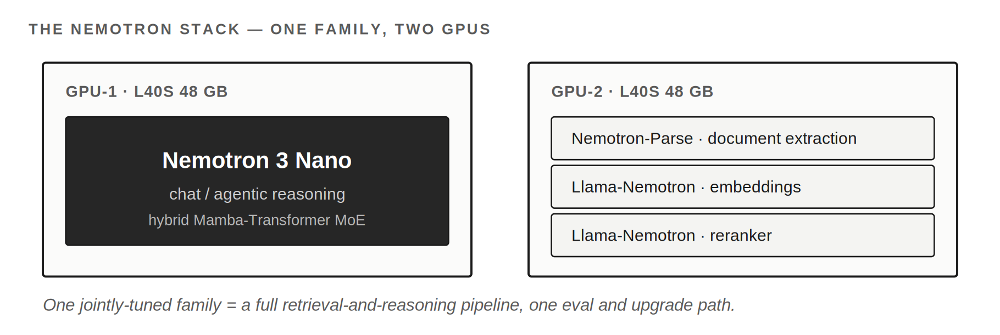 THE NEMOTRON STACK — ONE FAMILY, TWO GPUS
GPU-1 · L40S 48 GB
Nemotron 3 Nano
chat / agentic reasoning
hybrid Mamba-Transformer MoE
GPU-2 · L40S 48 GB
Nemotron-Parse · document extraction
Llama-Nemotron · embeddings
Llama-Nemotron · reranker
One jointly-tuned family = a full retrieval-and-reasoning pipeline, one eval and upgrade path.